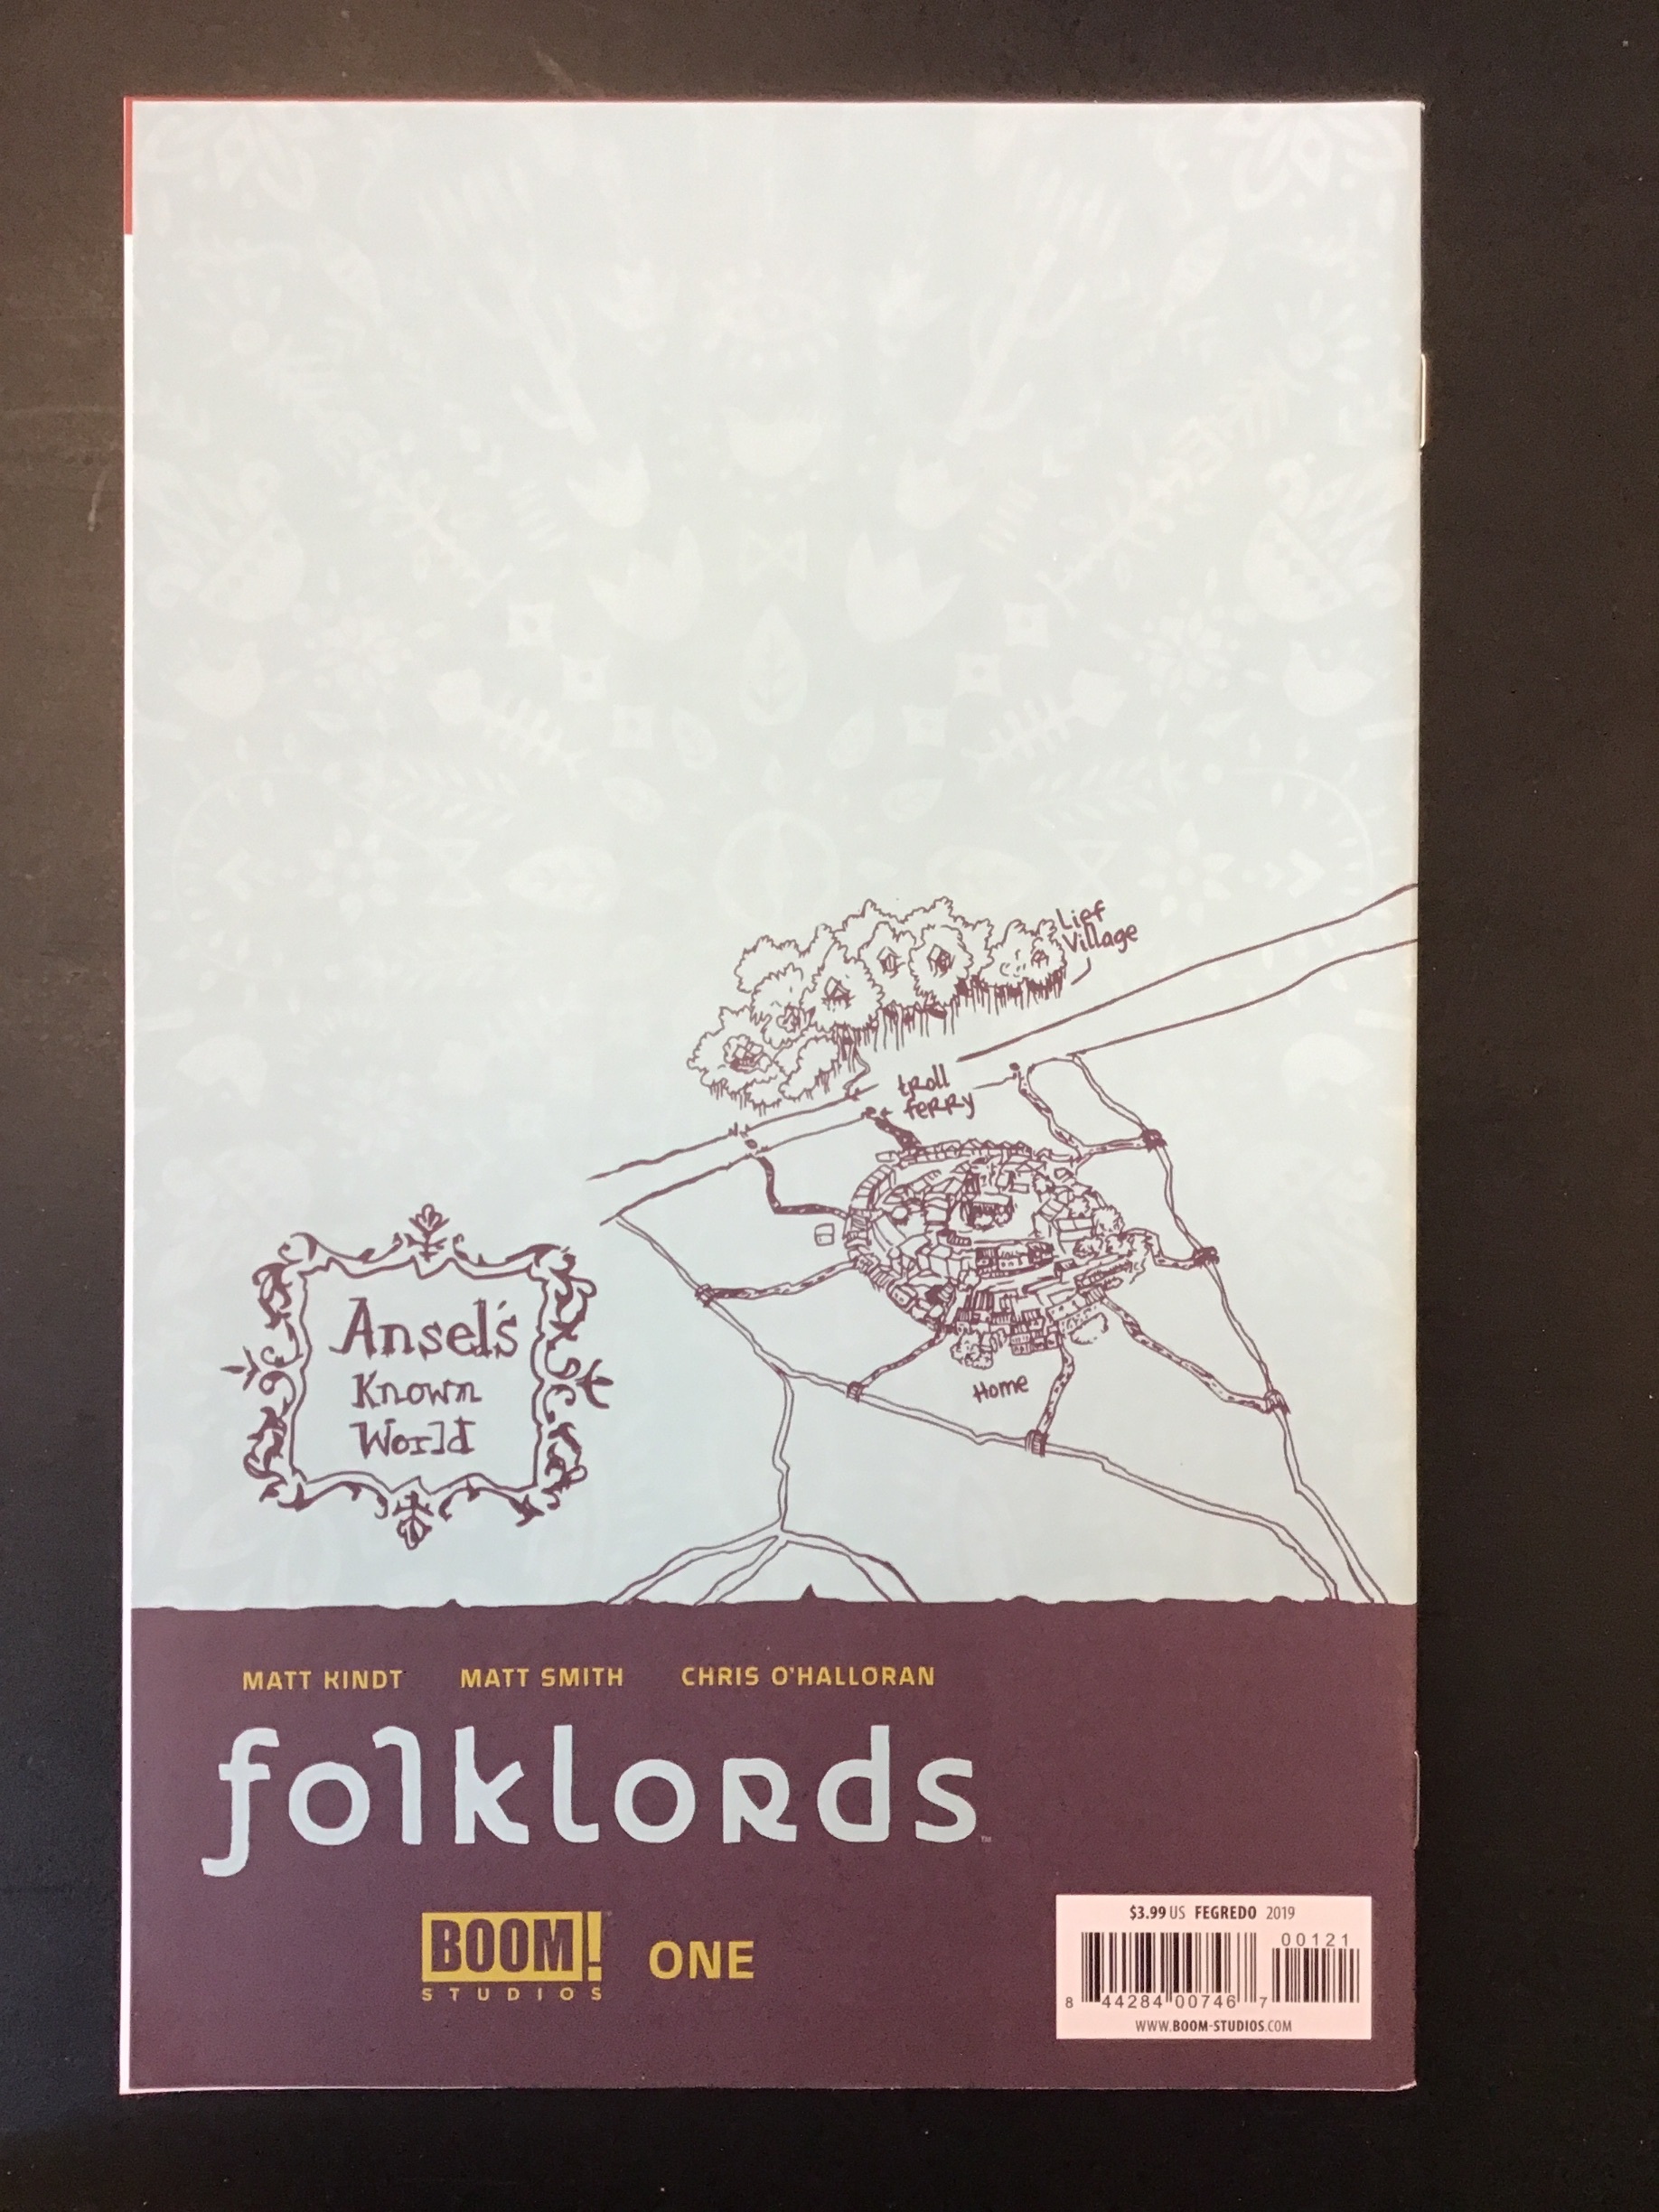 Lief
Village
troll
ferry
Ansel's
Known
World
Home
MATT KINDT MATT SMITH CHRIS O'HALLORAN
folklords™
BOOM!
STUDIOS
ONE
$3.99 US FEGREDO 2019
00121
8 44284 00746 7
WWW.BOOM-STUDIOS.COM